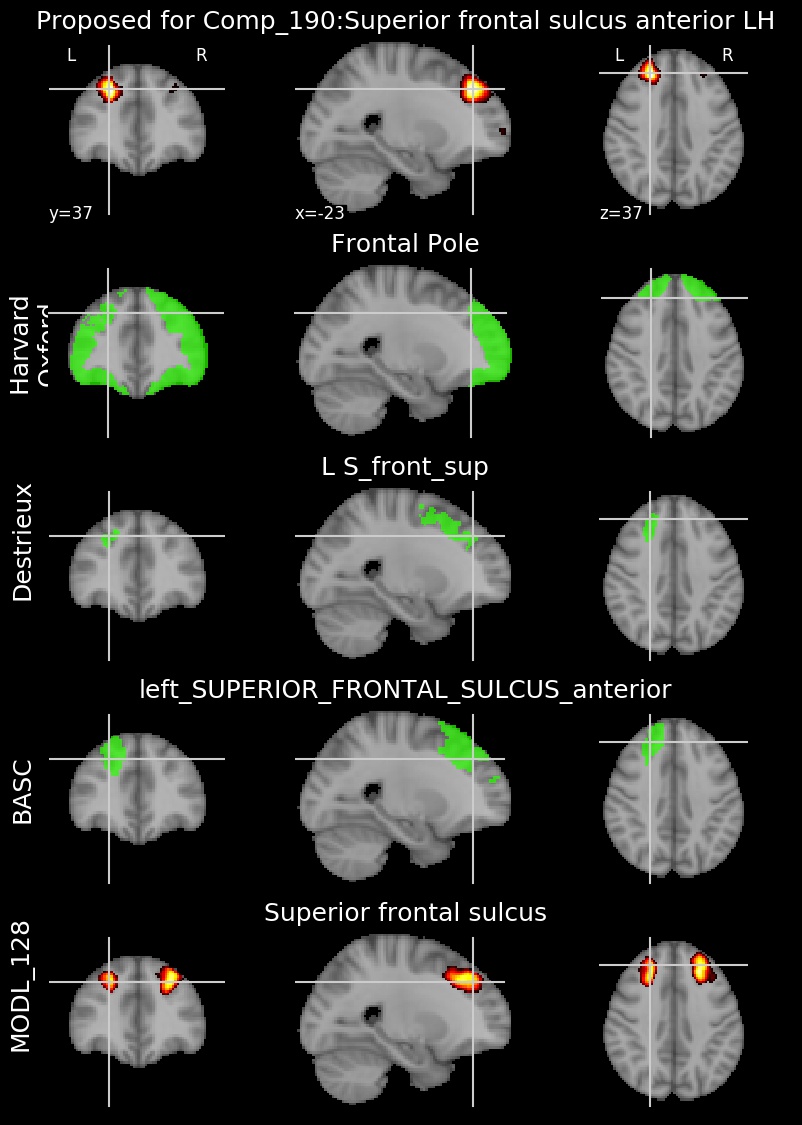 Proposed for Comp_190:Superior frontal sulcus anterior LH
L R L R
y=37 x=-23 z=37
Frontal Pole
Harvard
Oxford
L S_front_sup
Destrieux
left_SUPERIOR_FRONTAL_SULCUS_anterior
BASC
Superior frontal sulcus
MODL_128